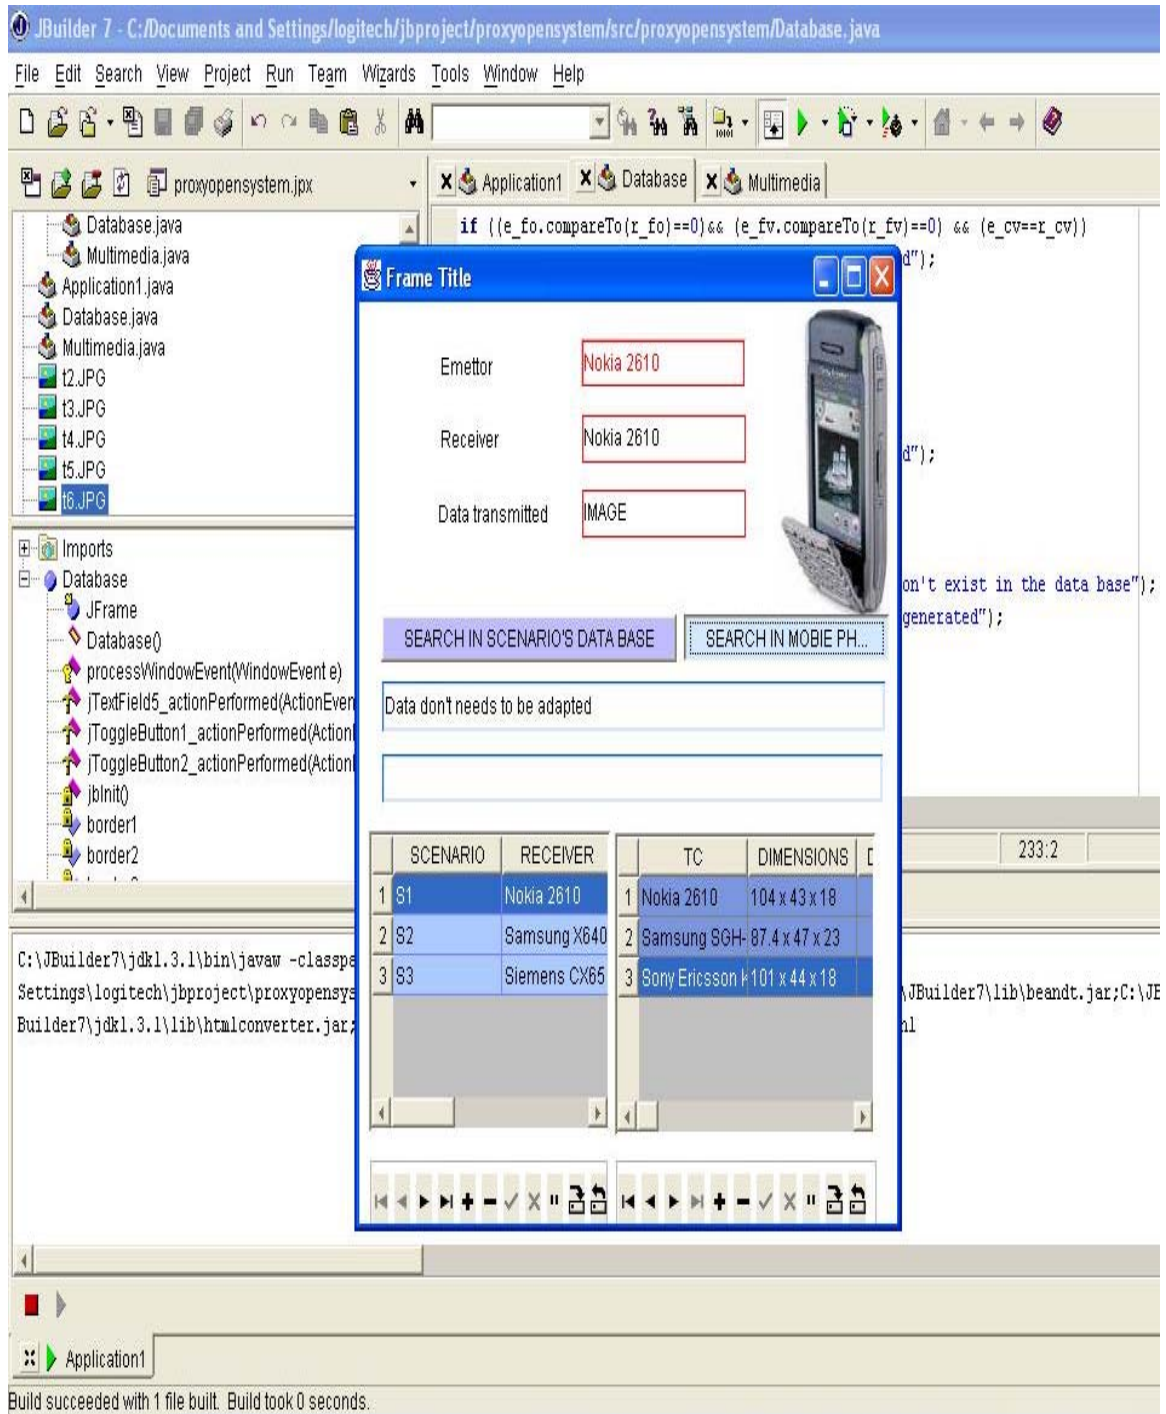 JBuilder 7 - C:/Documents and Settings/logitech/jbproject/proxyopensystem/src/proxyopensystem/Database.java
File Edit Search View Project Run Team Wizards Tools Window Help
proxyopensystem.jpx
Application1 Database Multimedia
Database.java
Multimedia.java
Application1.java
Database.java
Multimedia.java
t2.JPG
t3.JPG
t4.JPG
t5.JPG
t6.JPG
Imports
Database
JFrame
Database()
processWindowEvent(WindowEvent e)
jTextField5_actionPerformed(ActionEven
jToggleButton1_actionPerformed(Action
jToggleButton2_actionPerformed(Action
jbInit()
border1
border2
if ((e_fo.compareTo(r_fo)==0)&& (e_fv.compareTo(r_fv)==0) && (e_cv==r_cv))
d");
d");
on't exist in the data base");
generated");
233:2
Frame Title
Emettor Nokia 2610
Receiver Nokia 2610
Data transmitted IMAGE
SEARCH IN SCENARIO'S DATA BASE SEARCH IN MOBIE PH...
Data don't needs to be adapted
SCENARIO RECEIVER
1 S1 Nokia 2610
2 S2 Samsung X640
3 S3 Siemens CX65
TC DIMENSIONS D
1 Nokia 2610 104 x 43 x 18
2 Samsung SGH- 87.4 x 47 x 23
3 Sony Ericsson K 101 x 44 x 18
C:\JBuilder7\jdk1.3.1\bin\javaw -classpa
Settings\logitech\jbproject\proxyopensys \JBuilder7\lib\beandt.jar;C:\JB
Builder7\jdk1.3.1\lib\htmlconverter.jar; n1
Application1
Build succeeded with 1 file built. Build took 0 seconds.